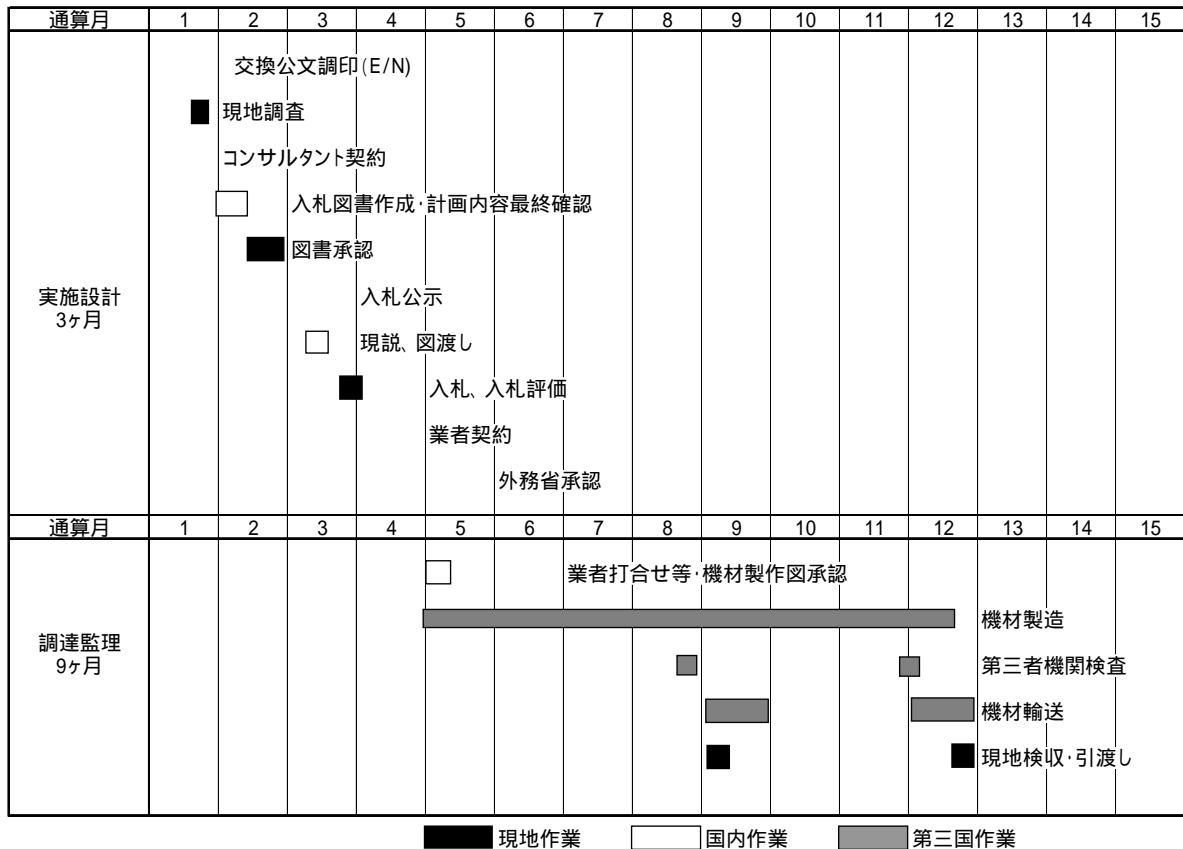 通算月 1 2 3 4 5 6 7 8 9 10 11 12 13 14 15
交換公文調印(E/N)
現地調査
コンサルタント契約
入札図書作成・計画内容最終確認
図書承認
実施設計
3ヶ月
入札公示
現説、図渡し
入札、入札評価
業者契約
外務省承認
通算月 1 2 3 4 5 6 7 8 9 10 11 12 13 14 15
業者打合せ等・機材製作図承認
機材製造
調達監理
9ヶ月
第三者機関検査
機材輸送
現地検収・引渡し
現地作業 国内作業 第三国作業